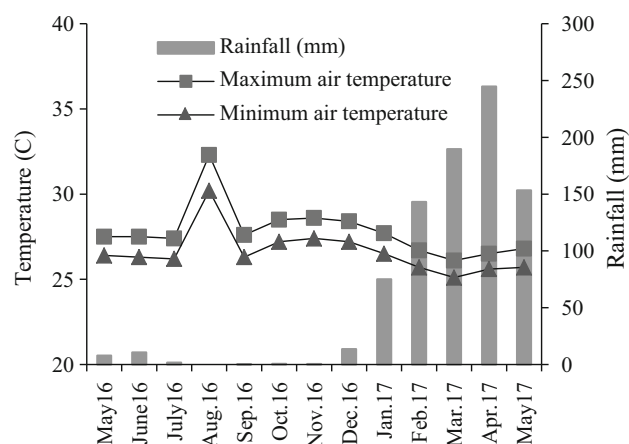 40
35
30
25
20
Temperature (C)
Rainfall (mm)
Maximum air temperature
Minimum air temperature
300
250
200
150
100
50
0
Rainfall (mm)
May16
June16
July16
Aug.16
Sep.16
Oct.16
Nov.16
Dec.16
Jan.17
Feb.17
Mar.17
Apr.17
May17